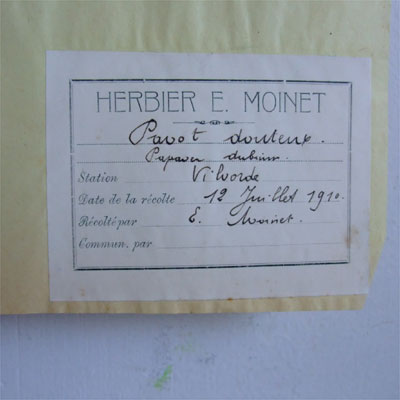 HERBIER E. MOINET
Pavot douteux.
Papaver dubium.
Station Vilvorde
Date de la récolte 12 Juillet 1910.
Récolté par E. Moinet.
Commun. par